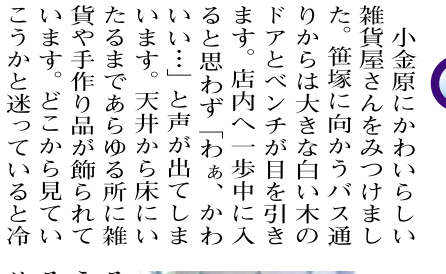 小金原にかわいらしい
雑貨屋さんをみつけまし
た。笹塚に向かうバス通
りからは大きな白い木の
ドアとベンチが目を引き
ます。店内へ一歩中に入
ると思わず「わぁ、かわ
いい…」と声が出てしま
います。天井から床にい
たるまであらゆる所に雑
貨や手作り品が飾られて
います。どこから見てい
こうかと迷っていると冷